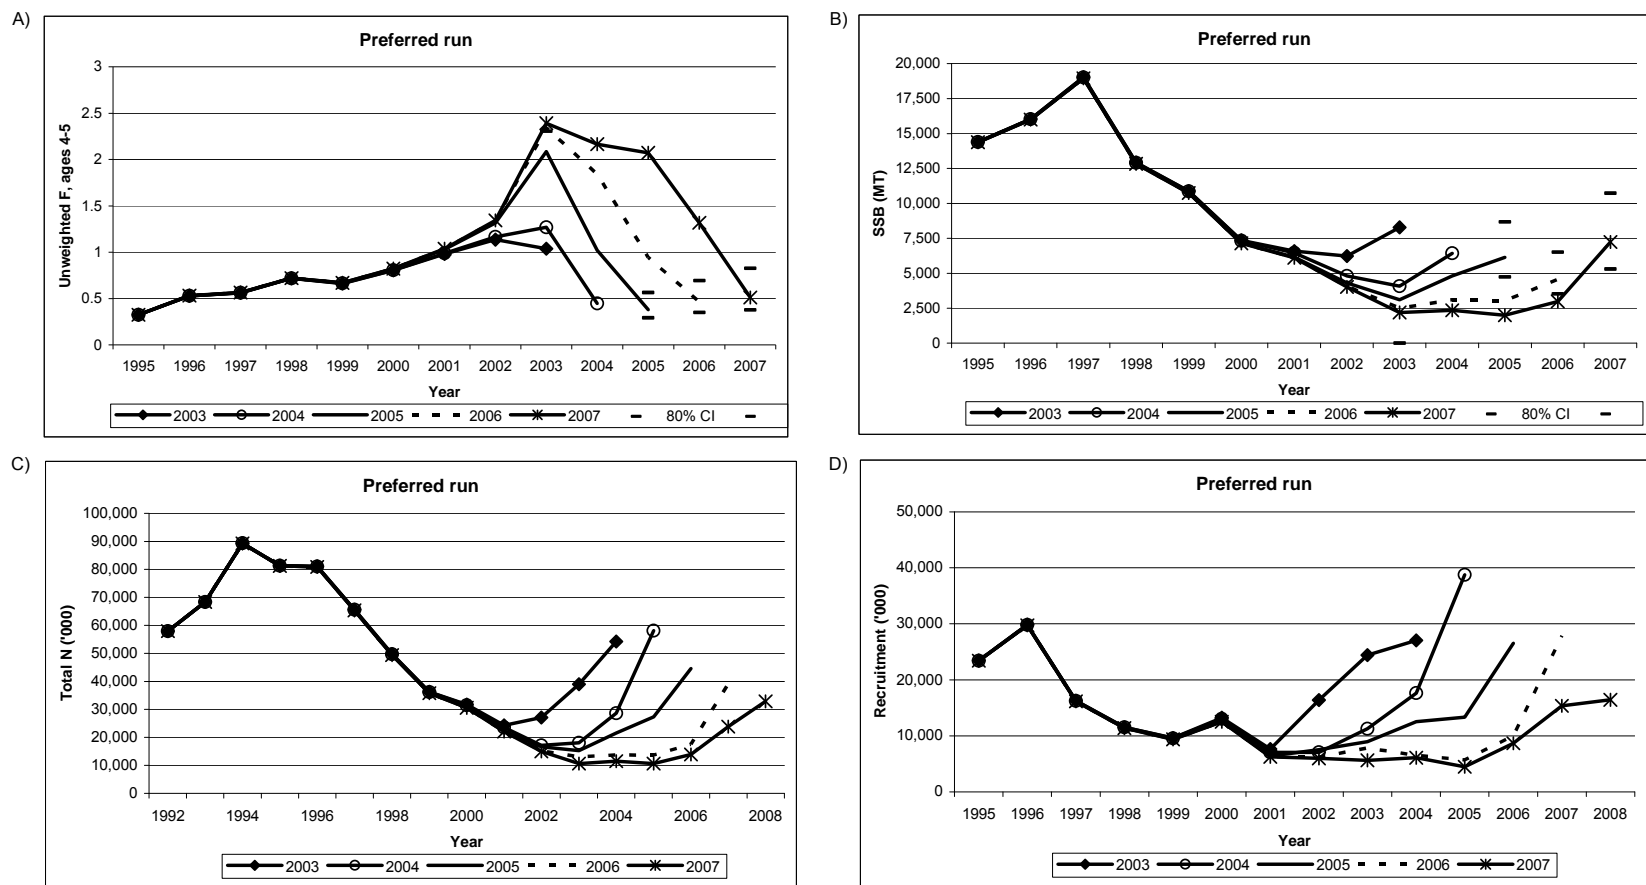 A)
Preferred run
3
2.5
2
1.5
1
0.5
0
Unweighted F, ages 4-5
1995 1996 1997 1998 1999 2000 2001 2002 2003 2004 2005 2006 2007
Year
2003 2004 2005 2006 2007 80% CI
B)
Preferred run
20,000
17,500
15,000
12,500
10,000
7,500
5,000
2,500
0
SSB (MT)
1995 1996 1997 1998 1999 2000 2001 2002 2003 2004 2005 2006 2007
Year
2003 2004 2005 2006 2007 80% CI
C)
Preferred run
100,000
90,000
80,000
70,000
60,000
50,000
40,000
30,000
20,000
10,000
0
Total N ('000)
1992 1994 1996 1998 2000 2002 2004 2006 2008
Year
2003 2004 2005 2006 2007
D)
Preferred run
50,000
40,000
30,000
20,000
10,000
0
Recruitment ('000)
1995 1996 1997 1998 1999 2000 2001 2002 2003 2004 2005 2006 2007 2008
Year
2003 2004 2005 2006 2007